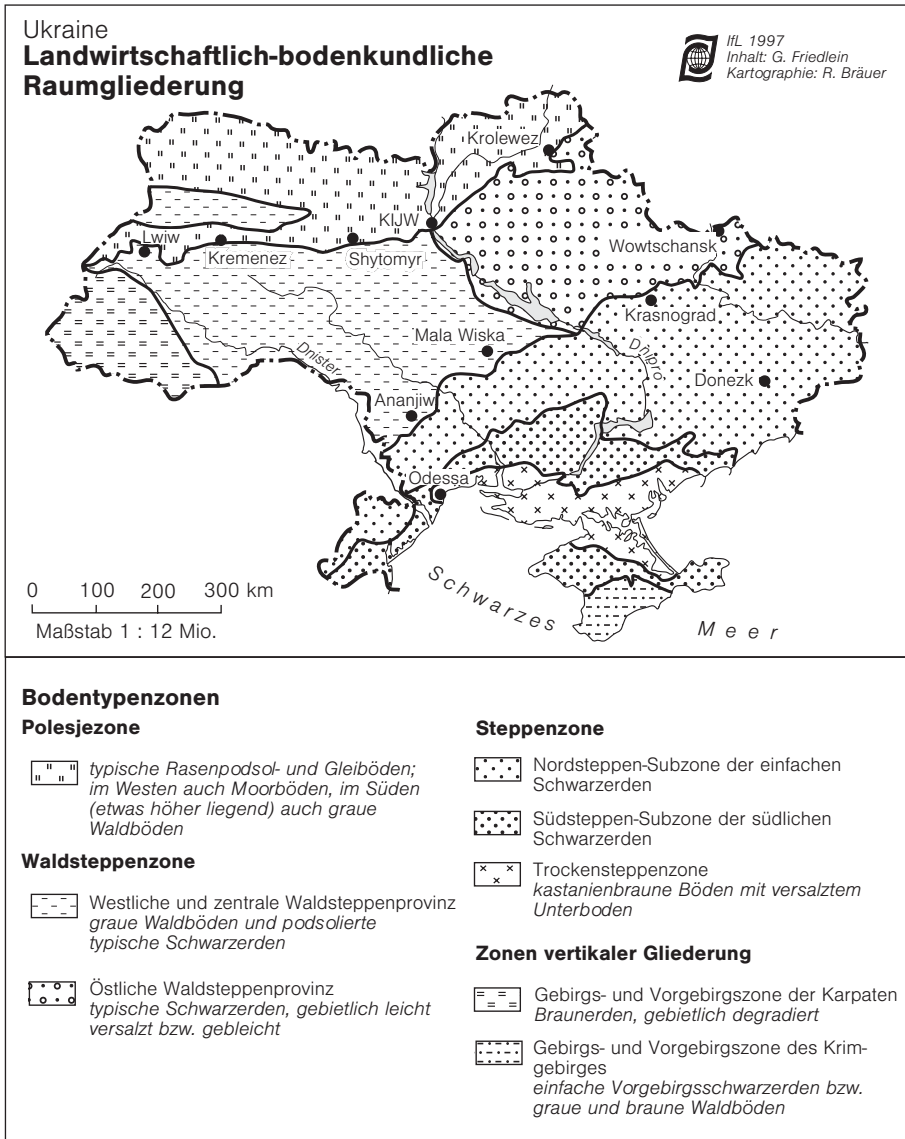 Ukraine
Landwirtschaftlich-bodenkundliche
Raumgliederung
IfL 1997
Inhalt: G. Friedlein
Kartographie: R. Bräuer
Krolewez
KIJW
Lwiw
Kremenez
Shytomyr
Wowtschansk
Krasnograd
Mala Wiska
Dnister
Dnipro
Donezk
Ananjiw
Odessa
0 100 200 300 km
Maßstab 1 : 12 Mio.
Schwarzes
Meer
Bodentypenzonen
Polesjezone
typische Rasenpodsol- und Gleiböden;
im Westen auch Moorböden, im Süden
(etwas höher liegend) auch graue
Waldböden
Waldsteppenzone
Westliche und zentrale Waldsteppenprovinz
graue Waldböden und podsolierte
typische Schwarzerden
Östliche Waldsteppenprovinz
typische Schwarzerden, gebietlich leicht
versalzt bzw. gebleicht
Steppenzone
Nordsteppen-Subzone der einfachen
Schwarzerden
Südsteppen-Subzone der südlichen
Schwarzerden
Trockensteppenzone
kastanienbraune Böden mit versalztem
Unterboden
Zonen vertikaler Gliederung
Gebirgs- und Vorgebirgszone der Karpaten
Braunerden, gebietlich degradiert
Gebirgs- und Vorgebirgszone des Krim-
gebirges
einfache Vorgebirgsschwarzerden bzw.
graue und braune Waldböden